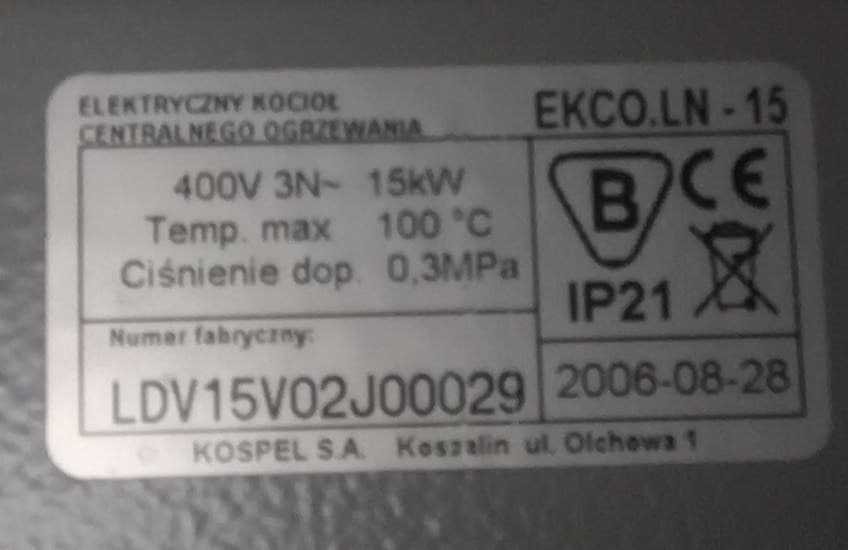 ELEKTRYCZNY KOCIOŁ
CENTRALNEGO OGRZEWANIA
EKCO.LN - 15
400V 3N~ 15kW
Temp. max 100 °C
Ciśnienie dop. 0,3MPa
B CE
IP21
Numer fabryczny:
LDV15V02J00029
2006-08-28
KOSPEL S.A. Koszalin ul. Olchowa 1